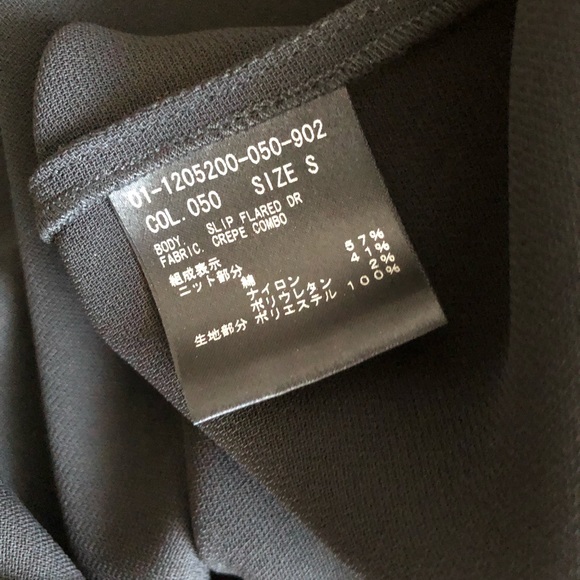 01-1205200-050-902
COL. 050 SIZE S
BODY. SLIP FLARED DR
FABRIC. CREPE COMBO
組成表示
ニット部分 綿 57%
ナイロン 41%
ポリウレタン 2%
生地部分 ポリエステル 100%